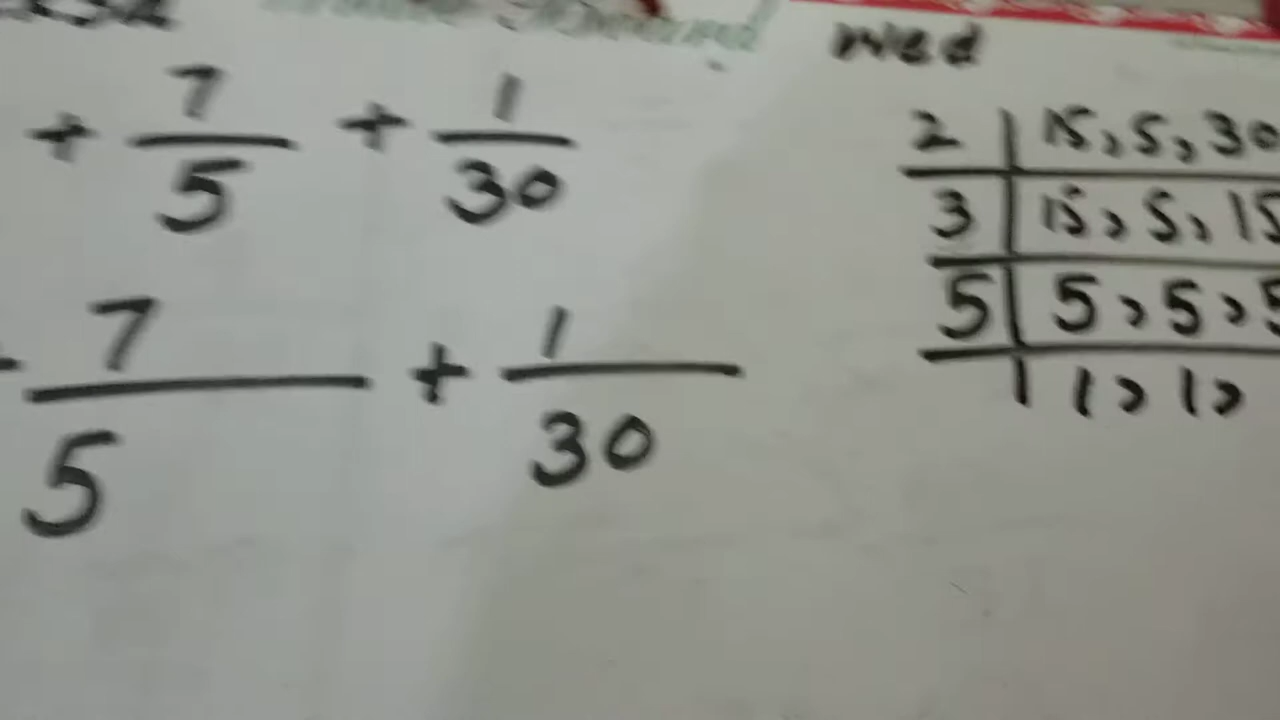 wed
+ 7/5 + 1/30
7/5 + 1/30
2 | 15, 5, 30
3 | 15, 5, 15
5 | 5, 5, 5
1, 1,